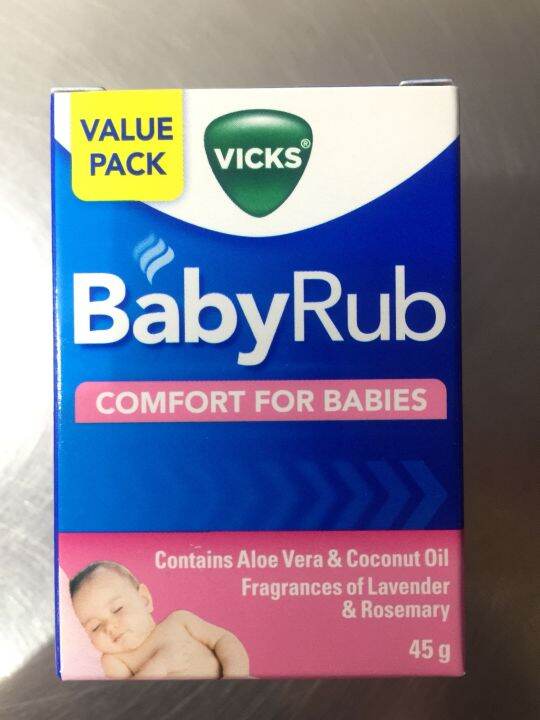 VALUE
PACK
VICKS®
BabyRub
COMFORT FOR BABIES
Contains Aloe Vera & Coconut Oil
Fragrances of Lavender
& Rosemary
45 g